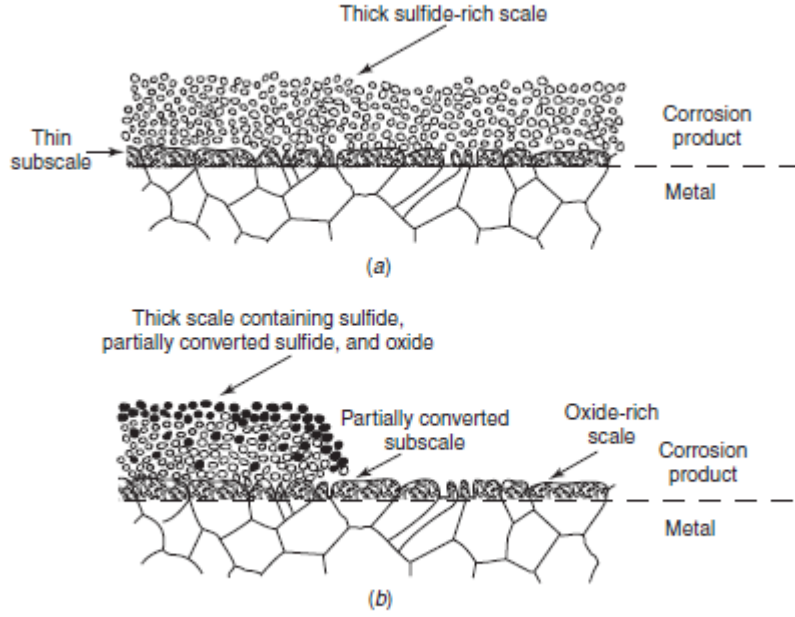 Thick sulfide-rich scale
Corrosion
product
Thin
subscale
Metal
(a)
Thick scale containing sulfide,
partially converted sulfide, and oxide
Partially converted
subscale
Oxide-rich
scale
Corrosion
product
Metal
(b)